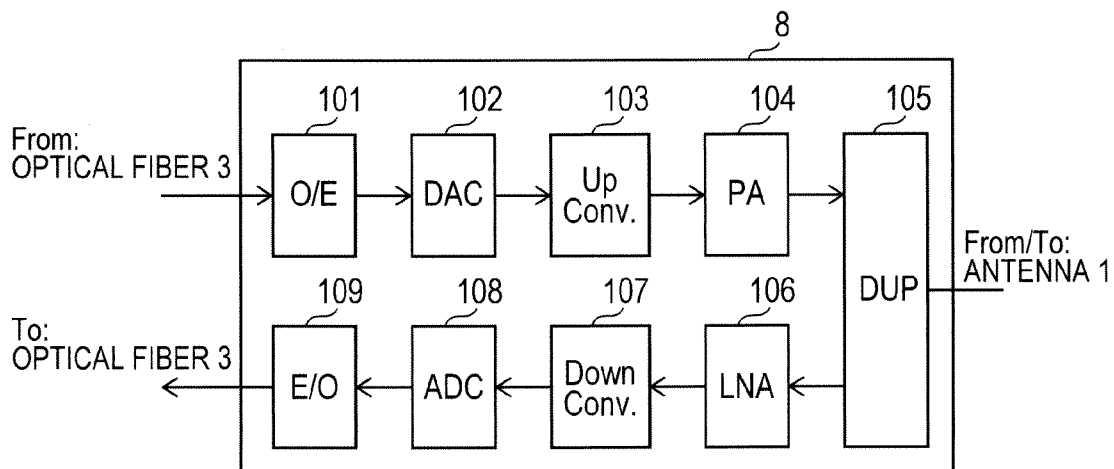 8
101
102
103
104
105
From:
OPTICAL FIBER 3
O/E
DAC
Up
Conv.
PA
DUP
From/To:
ANTENNA 1
109
108
107
106
To:
OPTICAL FIBER 3
E/O
ADC
Down
Conv.
LNA